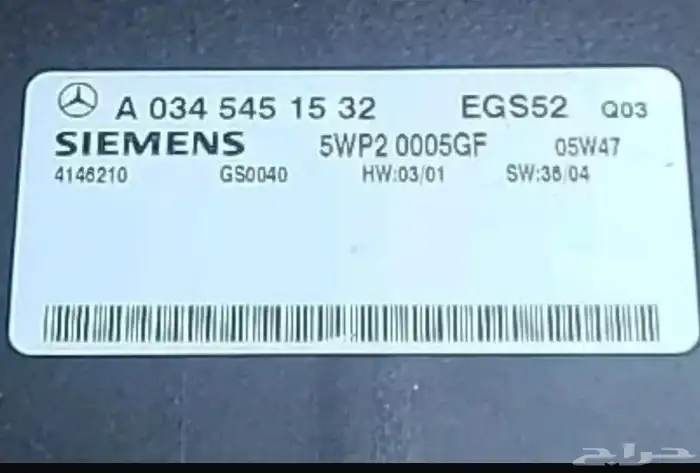 A 034 545 15 32 EGS52 Q03
SIEMENS 5WP2 0005GF 05W47
4146210 GS0040 HW:03/01 SW:38/04
حراج